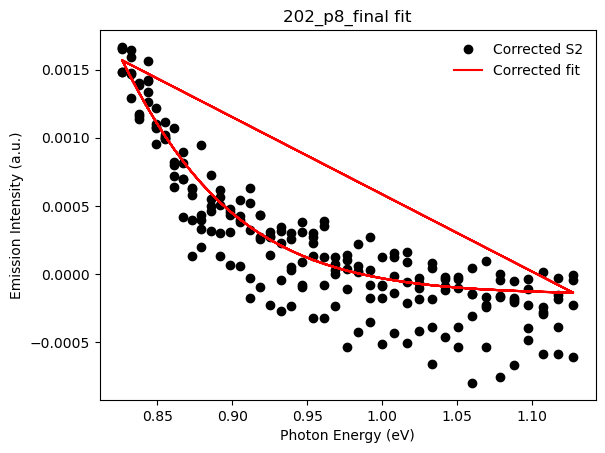 202_p8_final fit
Corrected S2
Corrected fit
Emission Intensity (a.u.)
0.0015
0.0010
0.0005
0.0000
−0.0005
0.85
0.90
0.95
1.00
1.05
1.10
Photon Energy (eV)